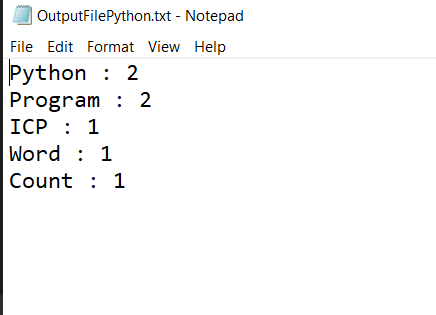 OutputFilePython.txt - Notepad
File Edit Format View Help
Python : 2
Program : 2
ICP : 1
Word : 1
Count : 1